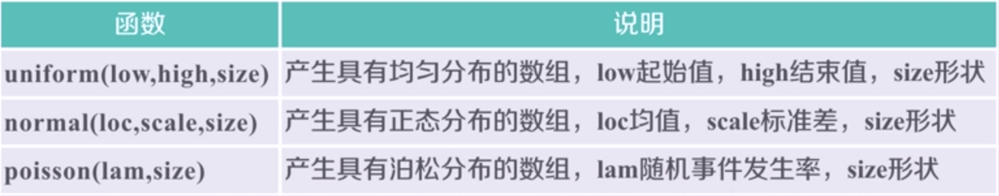 函数 说明
uniform(low,high,size) 产生具有均匀分布的数组，low起始值，high结束值，size形状
normal(loc,scale,size) 产生具有正态分布的数组，loc均值，scale标准差，size形状
poisson(lam,size) 产生具有泊松分布的数组，lam随机事件发生率，size形状